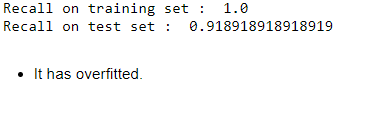 Recall on training set :  1.0
Recall on test set :  0.918918918918919
• It has overfitted.